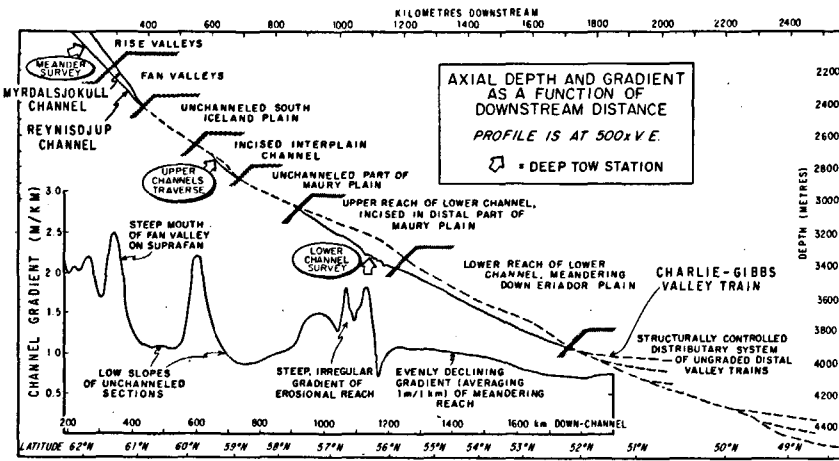 KILOMETRES DOWNSTREAM
400 600 800 1000 1200 1400 1600 1800 2000 2200 2400
RISE VALLEYS
MEANDER
SURVEY
FAN VALLEYS
MYRDALSJOKULL
CHANNEL
REYNISDJUP
CHANNEL
UNCHANNELED SOUTH
ICELAND PLAIN
INCISED INTERPLAIN
CHANNEL
UPPER
CHANNELS
TRAVERSE
UNCHANNELED PART OF
MAURY PLAIN
UPPER REACH OF LOWER CHANNEL,
INCISED IN DISTAL PART OF
MAURY PLAIN
LOWER
CHANNEL
SURVEY
LOWER REACH OF LOWER
CHANNEL, MEANDERING
DOWN ERIADOR PLAIN
CHARLIE-GIBBS
VALLEY TRAIN
STRUCTURALLY CONTROLLED
DISTRIBUTARY SYSTEM
OF UNGRADED DISTAL
VALLEY TRAINS
AXIAL DEPTH AND GRADIENT
AS A FUNCTION OF
DOWNSTREAM DISTANCE
PROFILE IS AT 500x V.E.
= DEEP TOW STATION
DEPTH (METRES)
2200
2400
2600
2800
3000
3200
3400
3600
3800
4000
4200
4400
CHANNEL GRADIENT (M/KM)
3.0
2.5
2.0
1.5
1.0
0.5
STEEP MOUTH
OF FAN VALLEY
ON SUPRAFAN
LOW SLOPES
OF UNCHANNELED
SECTIONS
STEEP, IRREGULAR
GRADIENT OF
EROSIONAL REACH
EVENLY DECLINING
GRADIENT (AVERAGING
1m/1 km) OF MEANDERING
REACH
200 400 600 800 1000 1200 1400 1600 km DOWN-CHANNEL
LATITUDE 62°N 61°N 60°N 59°N 58°N 57°N 56°N 55°N 54°N 53°N 52°N 51°N 50°N 49°N